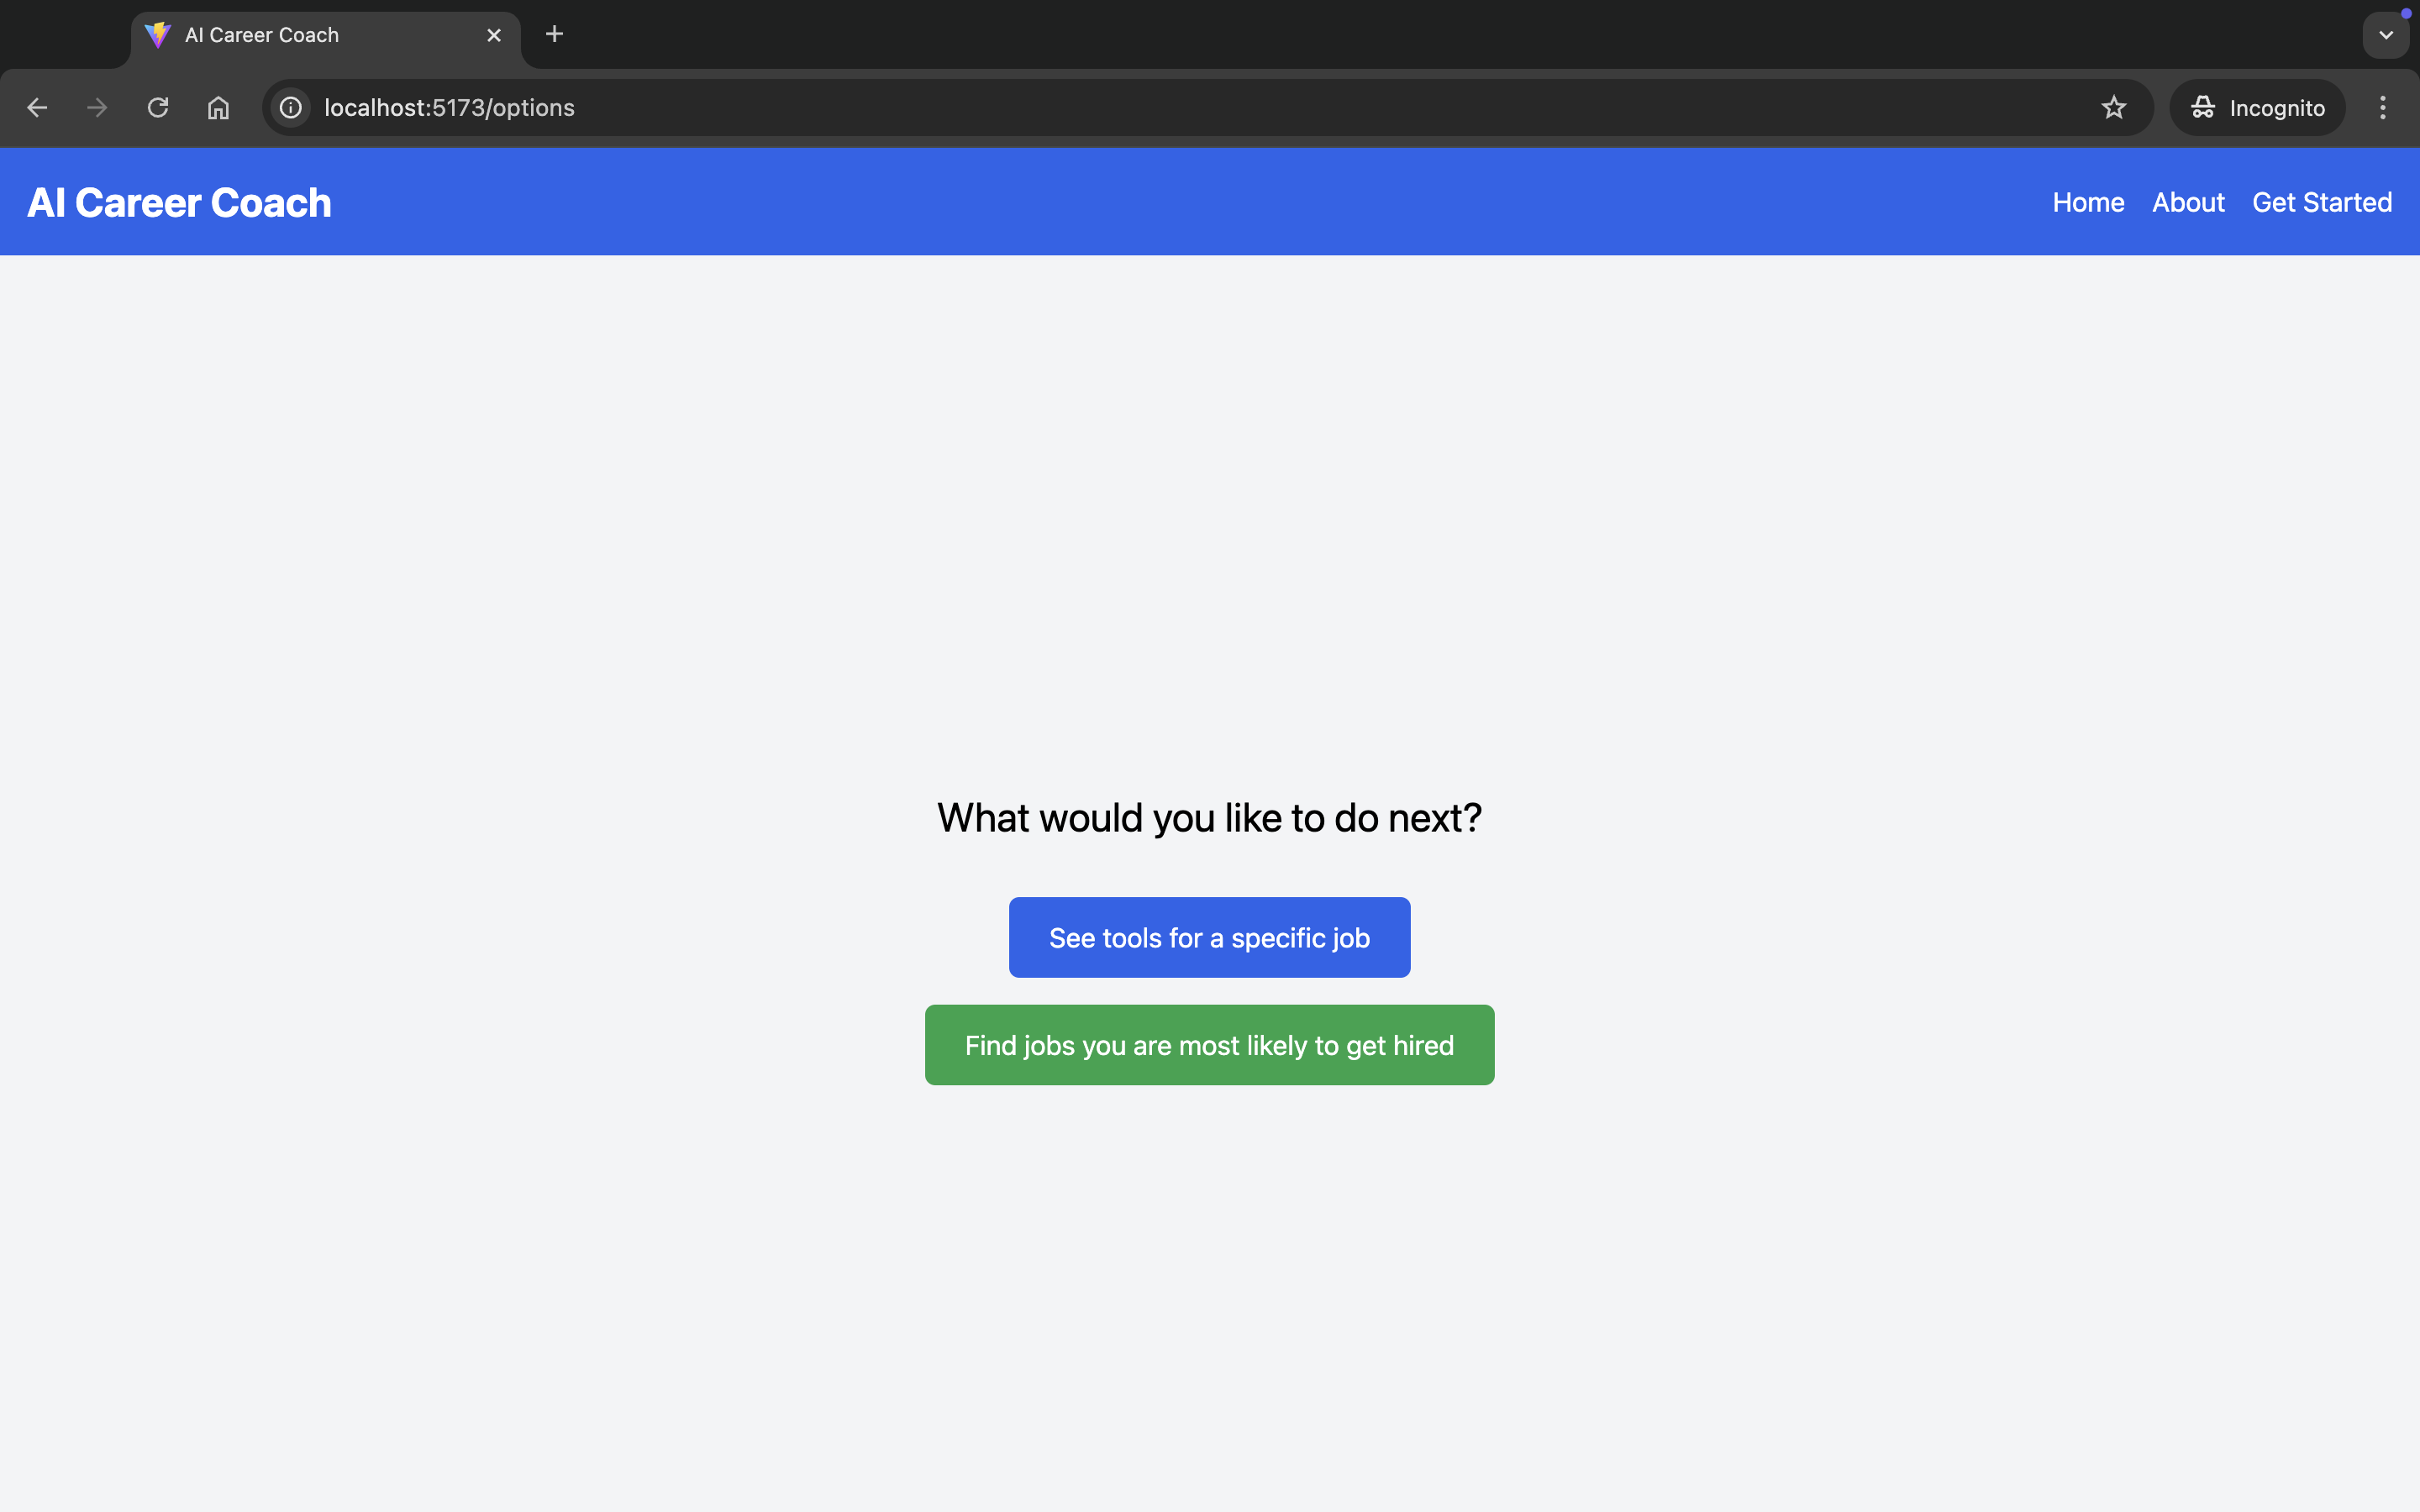 AI Career Coach
localhost:5173/options
Incognito
AI Career Coach
Home About Get Started
What would you like to do next?
See tools for a specific job
Find jobs you are most likely to get hired